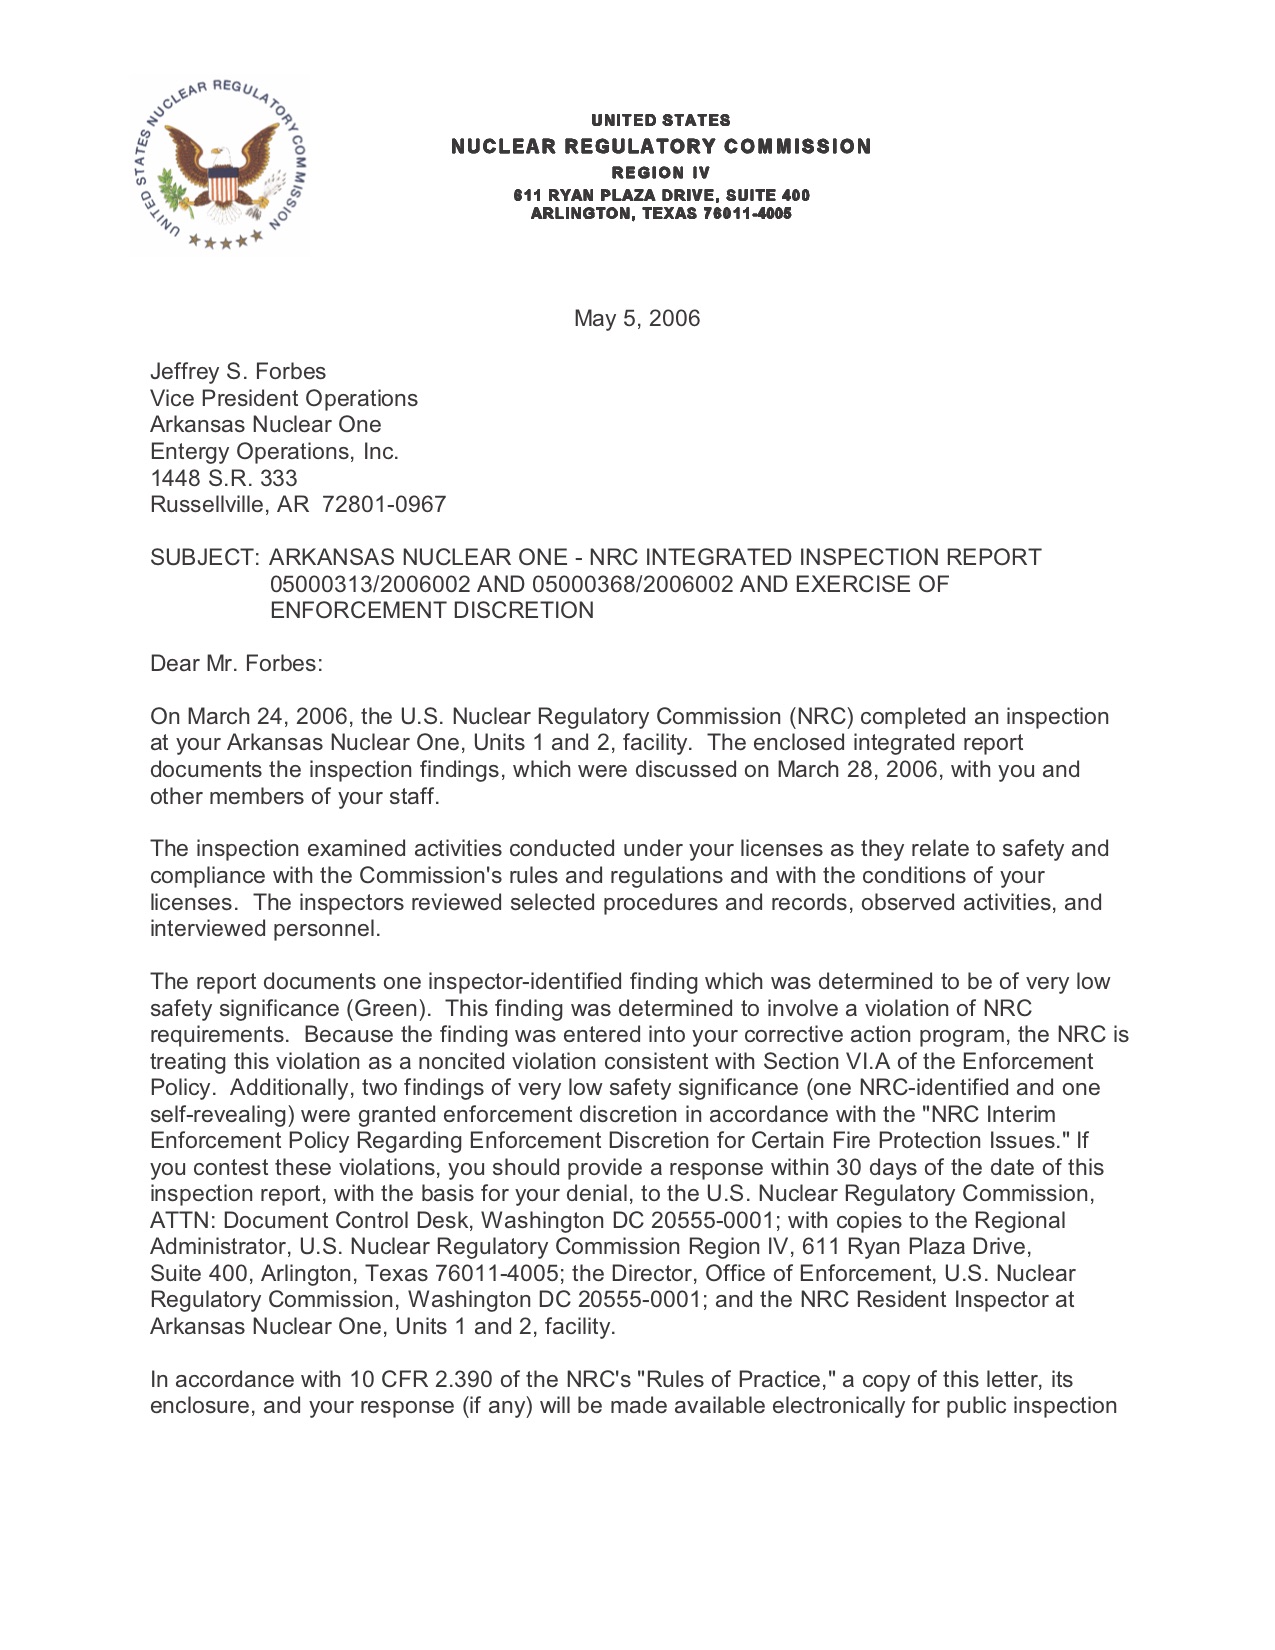 UNITED STATES NUCLEAR REGULATORY COMMISSION
UNITED STATES
NUCLEAR REGULATORY COMMISSION
REGION IV
611 RYAN PLAZA DRIVE, SUITE 400
ARLINGTON, TEXAS 76011-4005
May 5, 2006
Jeffrey S. Forbes
Vice President Operations
Arkansas Nuclear One
Entergy Operations, Inc.
1448 S.R. 333
Russellville, AR  72801-0967
SUBJECT: ARKANSAS NUCLEAR ONE - NRC INTEGRATED INSPECTION REPORT
05000313/2006002 AND 05000368/2006002 AND EXERCISE OF
ENFORCEMENT DISCRETION
Dear Mr. Forbes:
On March 24, 2006, the U.S. Nuclear Regulatory Commission (NRC) completed an inspection
at your Arkansas Nuclear One, Units 1 and 2, facility.  The enclosed integrated report
documents the inspection findings, which were discussed on March 28, 2006, with you and
other members of your staff.
The inspection examined activities conducted under your licenses as they relate to safety and
compliance with the Commission's rules and regulations and with the conditions of your
licenses.  The inspectors reviewed selected procedures and records, observed activities, and
interviewed personnel.
The report documents one inspector-identified finding which was determined to be of very low
safety significance (Green).  This finding was determined to involve a violation of NRC
requirements.  Because the finding was entered into your corrective action program, the NRC is
treating this violation as a noncited violation consistent with Section VI.A of the Enforcement
Policy.  Additionally, two findings of very low safety significance (one NRC-identified and one
self-revealing) were granted enforcement discretion in accordance with the "NRC Interim
Enforcement Policy Regarding Enforcement Discretion for Certain Fire Protection Issues." If
you contest these violations, you should provide a response within 30 days of the date of this
inspection report, with the basis for your denial, to the U.S. Nuclear Regulatory Commission,
ATTN: Document Control Desk, Washington DC 20555-0001; with copies to the Regional
Administrator, U.S. Nuclear Regulatory Commission Region IV, 611 Ryan Plaza Drive,
Suite 400, Arlington, Texas 76011-4005; the Director, Office of Enforcement, U.S. Nuclear
Regulatory Commission, Washington DC 20555-0001; and the NRC Resident Inspector at
Arkansas Nuclear One, Units 1 and 2, facility.
In accordance with 10 CFR 2.390 of the NRC's "Rules of Practice," a copy of this letter, its
enclosure, and your response (if any) will be made available electronically for public inspection